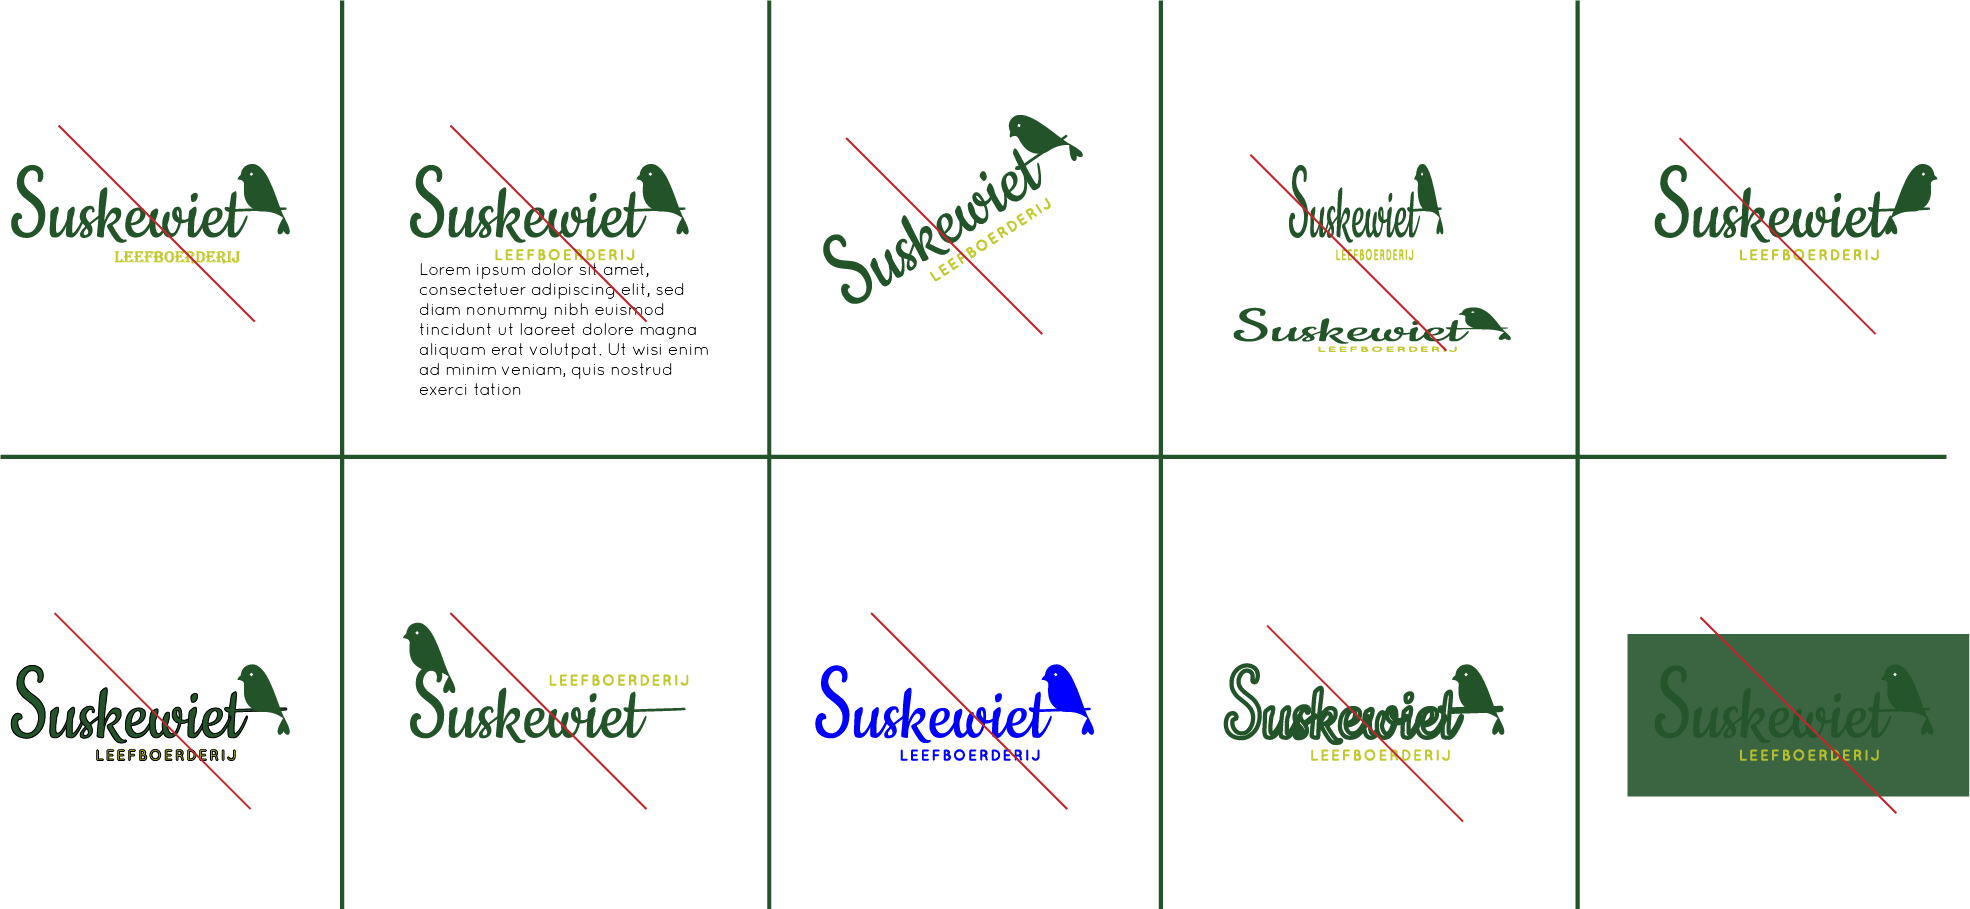 Suskewiet
LEEFBOERDERIJ
Suskewiet
LEEFBOERDERIJ
Lorem ipsum dolor sit amet,
consectetuer adipiscing elit, sed
diam nonummy nibh euismod
tincidunt ut laoreet dolore magna
aliquam erat volutpat. Ut wisi enim
ad minim veniam, quis nostrud
exerci tation
Suskewiet
LEEFBOERDERIJ
Suskewiet
LEEFBOERDERIJ
Suskewiet
LEEFBOERDERIJ
Suskewiet
LEEFBOERDERIJ
Suskewiet
LEEFBOERDERIJ
LEEFBOERDERIJ
Suskewiet
Suskewiet
LEEFBOERDERIJ
Suskewiet
LEEFBOERDERIJ
Suskewiet
LEEFBOERDERIJ